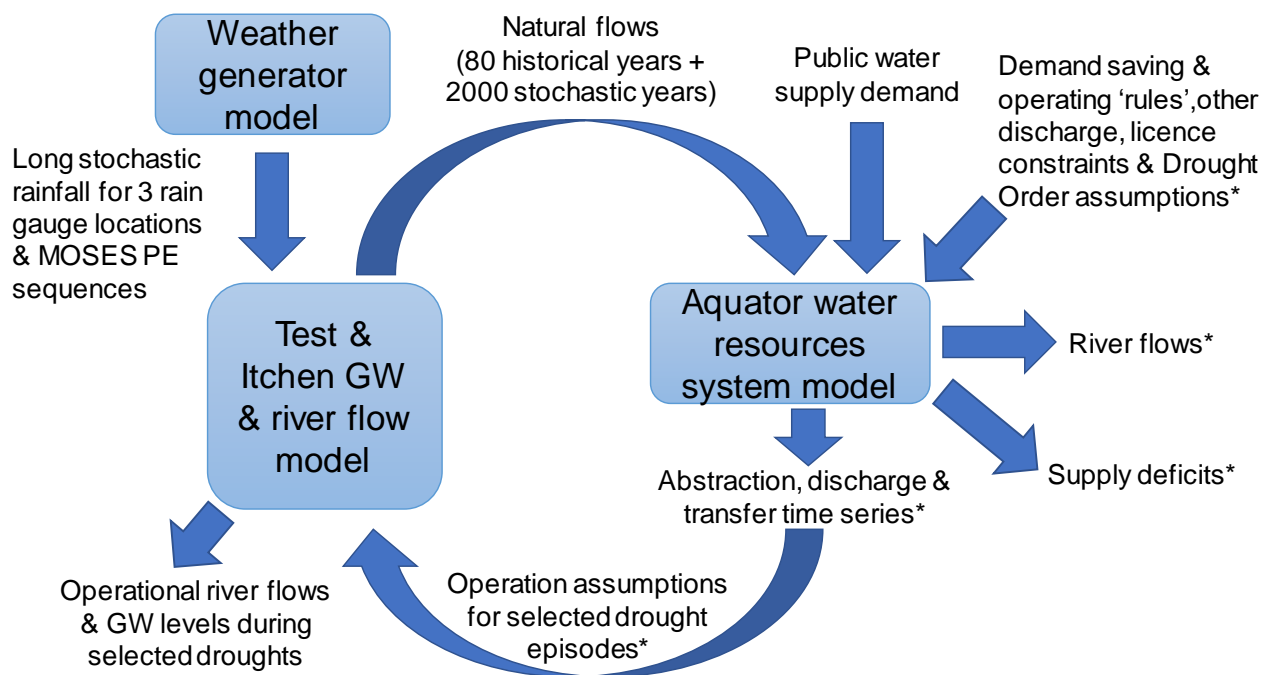 Weather
generator
model
Natural flows
(80 historical years +
2000 stochastic years)
Public water
supply demand
Demand saving &
operating ‘rules’,other
discharge, licence
constraints & Drought
Order assumptions*
Long stochastic
rainfall for 3 rain
gauge locations
& MOSES PE
sequences
Test &
Itchen GW
& river flow
model
Aquator water
resources
system model
River flows*
Supply deficits*
Abstraction, discharge &
transfer time series*
Operation assumptions
for selected drought
episodes*
Operational river flows
& GW levels during
selected droughts